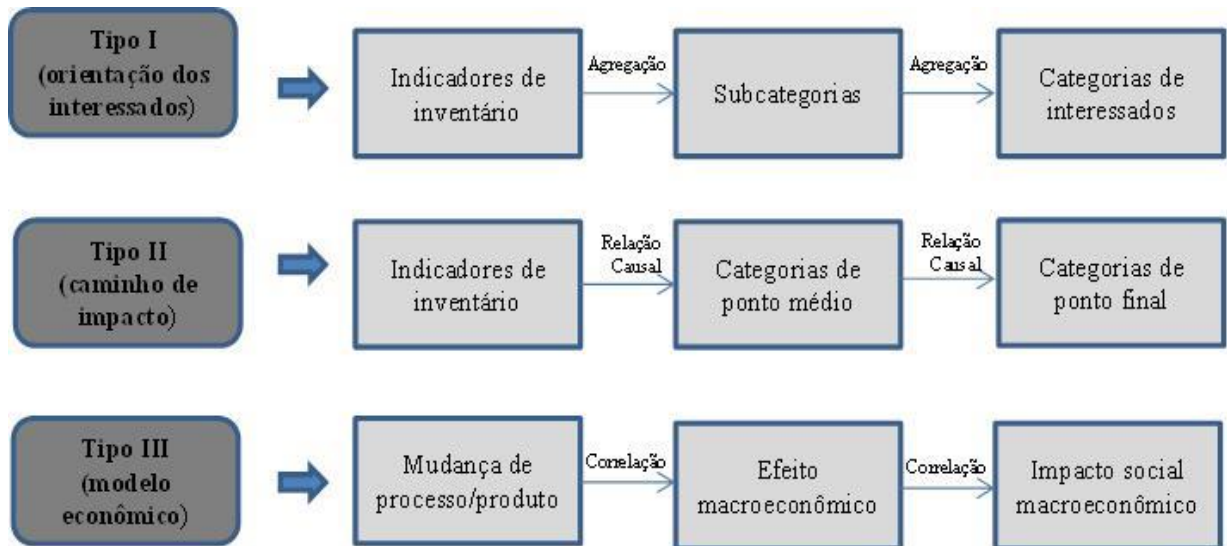 Tipo I
(orientação dos
interessados)
Indicadores de
inventário
Agregação
Subcategorias
Agregação
Categorias de
interessados
Tipo II
(caminho de
impacto)
Indicadores de
inventário
Relação
Causal
Categorias de
ponto médio
Relação
Causal
Categorias de
ponto final
Tipo III
(modelo
econômico)
Mudança de
processo/produto
Correlação
Efeito
macroeconômico
Correlação
Impacto social
macroeconômico